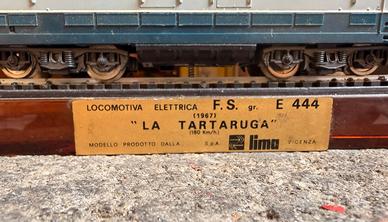 LOCOMOTIVA ELETTRICA F.S. gr. E 444
(1967)
"LA TARTARUGA"
(180 Km/h)
MODELLO PRODOTTO DALLA S.p.A. lima VICENZA